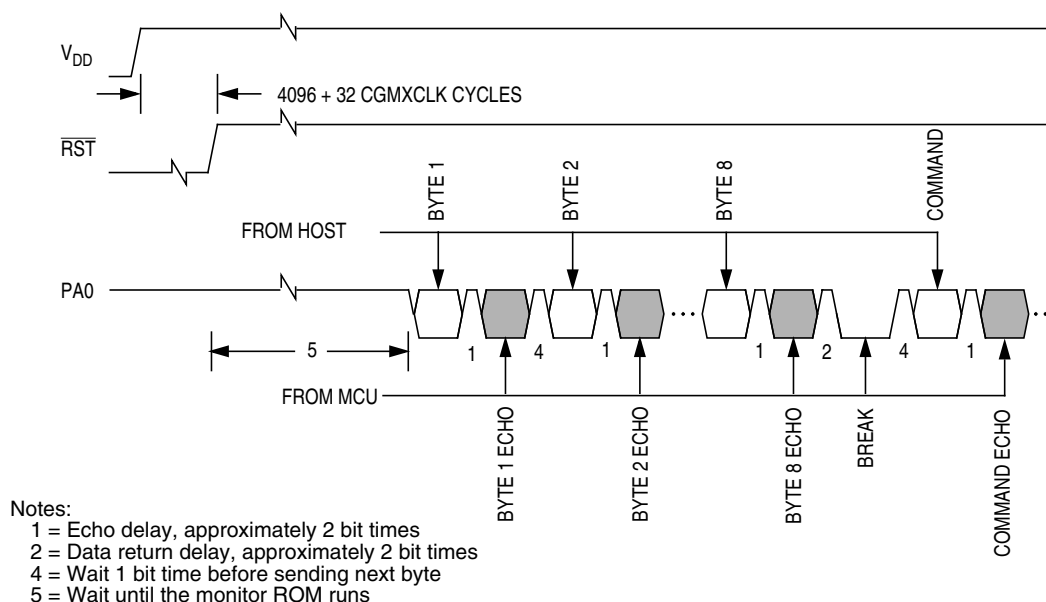 V_DD
4096 + 32 CGMXCLK CYCLES
RST
BYTE 1
BYTE 2
BYTE 8
COMMAND
FROM HOST
PA0
5
1
4
1
1
2
4
1
FROM MCU
BYTE 1 ECHO
BYTE 2 ECHO
BYTE 8 ECHO
BREAK
COMMAND ECHO
Notes:
1 = Echo delay, approximately 2 bit times
2 = Data return delay, approximately 2 bit times
4 = Wait 1 bit time before sending next byte
5 = Wait until the monitor ROM runs